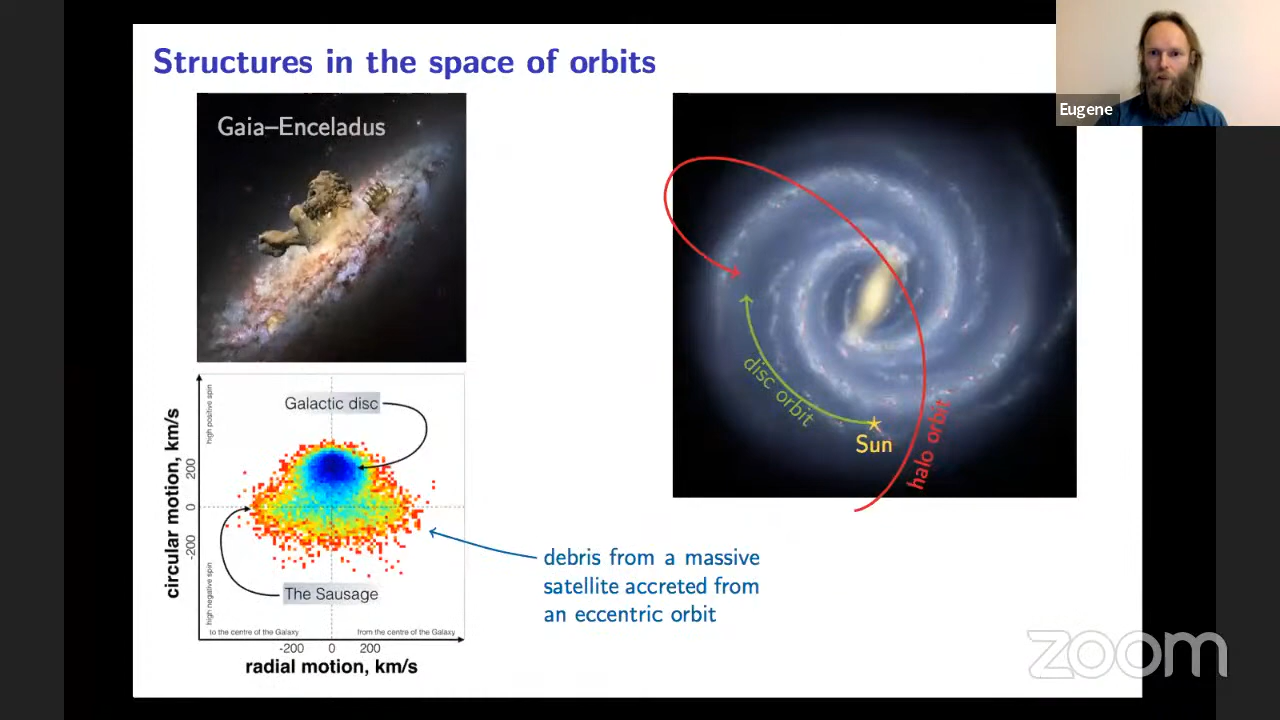 Structures in the space of orbits
Eugene
Gaia–Enceladus
disc orbit
Sun
halo orbit
circular motion, km/s
high positive spin
high negative spin
200
0
-200
Galactic disc
The Sausage
to the centre of the Galaxy
from the centre of the Galaxy
-200 0 200
radial motion, km/s
debris from a massive
satellite accreted from
an eccentric orbit
zoom